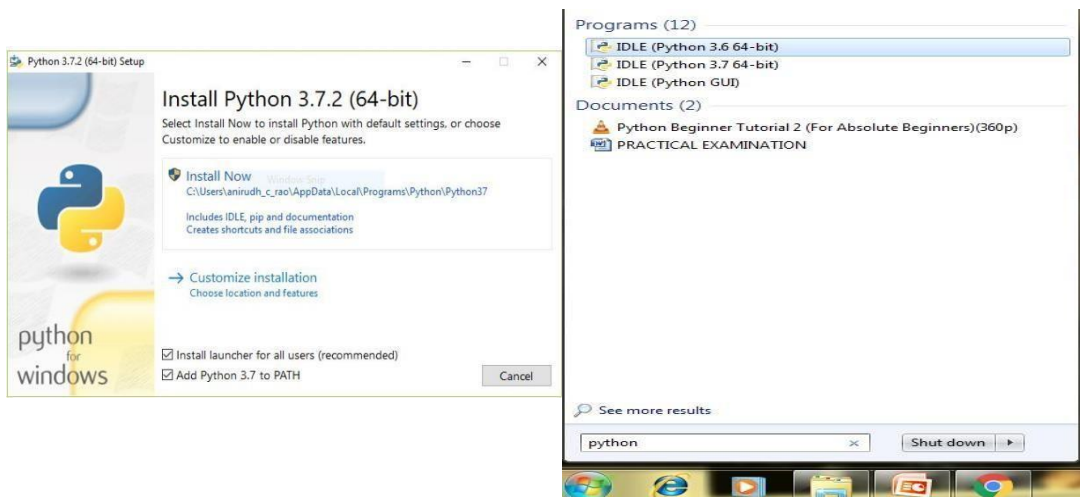 Python 3.7.2 (64-bit) Setup
Install Python 3.7.2 (64-bit)
Select Install Now to install Python with default settings, or choose
Customize to enable or disable features.
Install Now
Window Snip
C:\Users\anirudh_c_rao\AppData\Local\Programs\Python\Python37
Includes IDLE, pip and documentation
Creates shortcuts and file associations
Customize installation
Choose location and features
python
for
windows
Install launcher for all users (recommended)
Add Python 3.7 to PATH
Cancel
Programs (12)
IDLE (Python 3.6 64-bit)
IDLE (Python 3.7 64-bit)
IDLE (Python GUI)
Documents (2)
Python Beginner Tutorial 2 (For Absolute Beginners)(360p)
PRACTICAL EXAMINATION
See more results
python
Shut down